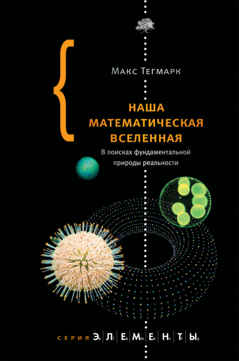 Макс Тегмарк
НАША
МАТЕМАТИЧЕСКАЯ
ВСЕЛЕННАЯ
В поисках фундаментальной
природы реальности
СЕРИЯ ЭЛЕМЕНТЫ